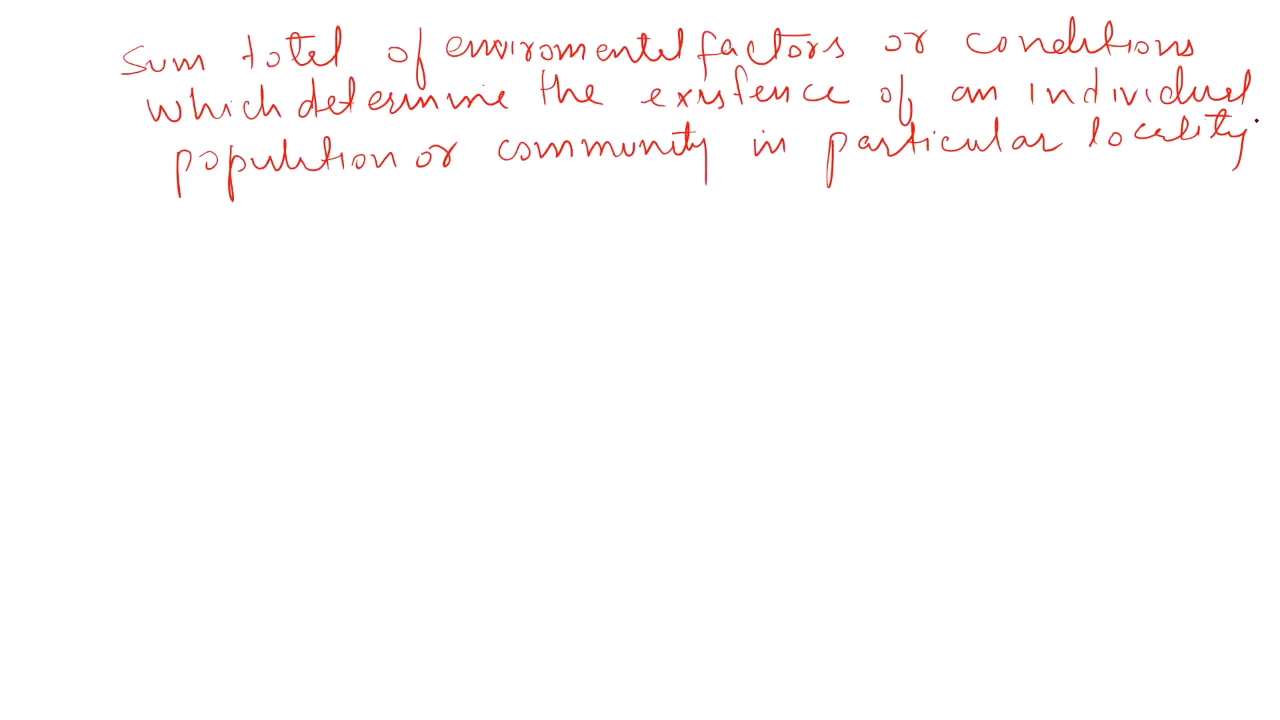 Sum total of enviromental factors or conditions
which determine the existence of an individual
population or community in particular locality